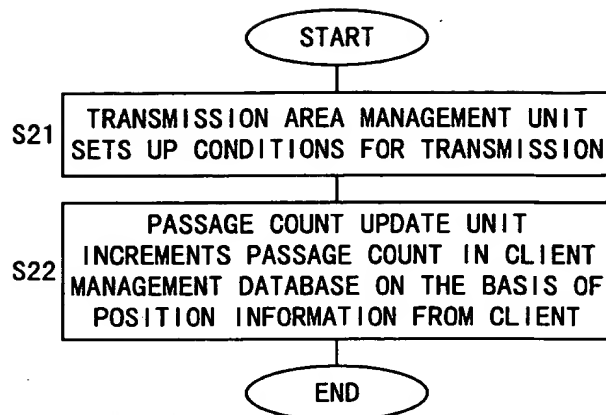 START
S21
TRANSMISSION AREA MANAGEMENT UNIT
SETS UP CONDITIONS FOR TRANSMISSION
S22
PASSAGE COUNT UPDATE UNIT
INCREMENTS PASSAGE COUNT IN CLIENT
MANAGEMENT DATABASE ON THE BASIS OF
POSITION INFORMATION FROM CLIENT
END